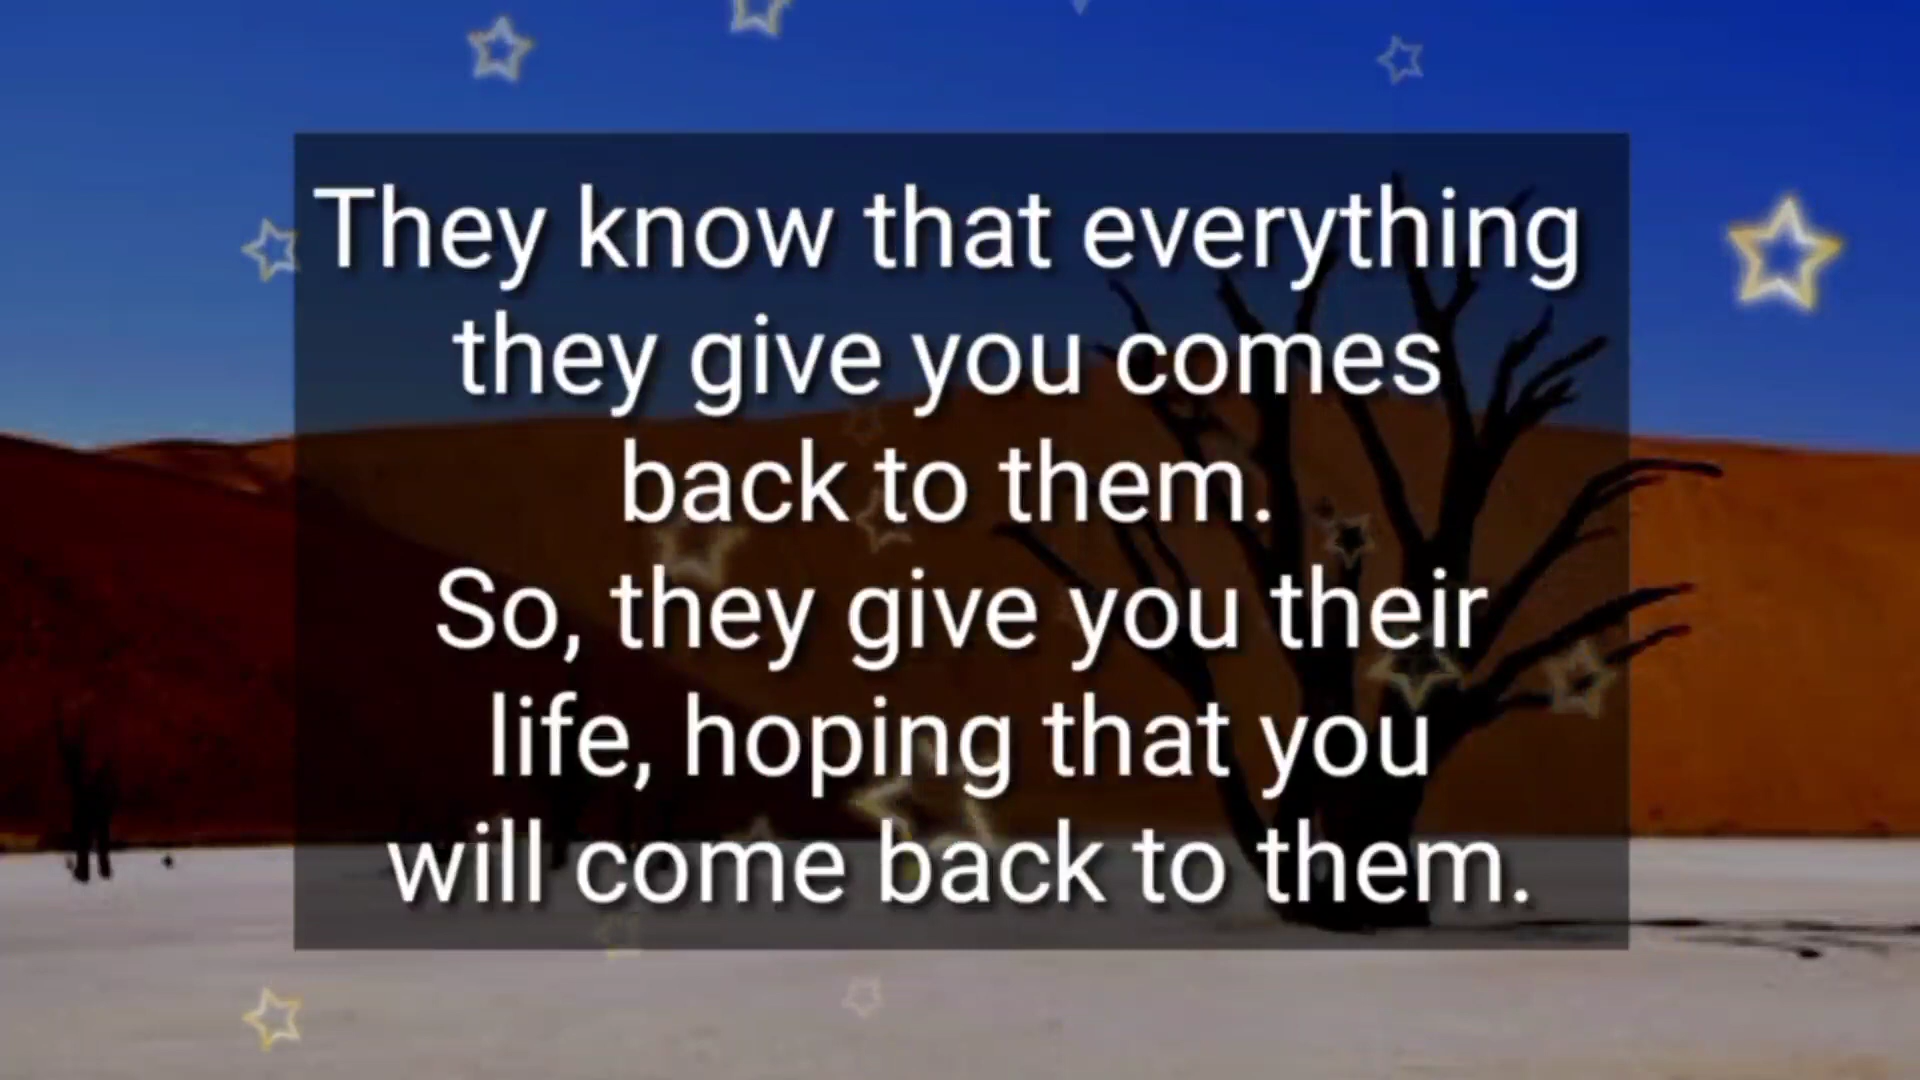 They know that everything
they give you comes
back to them.
So, they give you their
life, hoping that you
will come back to them.